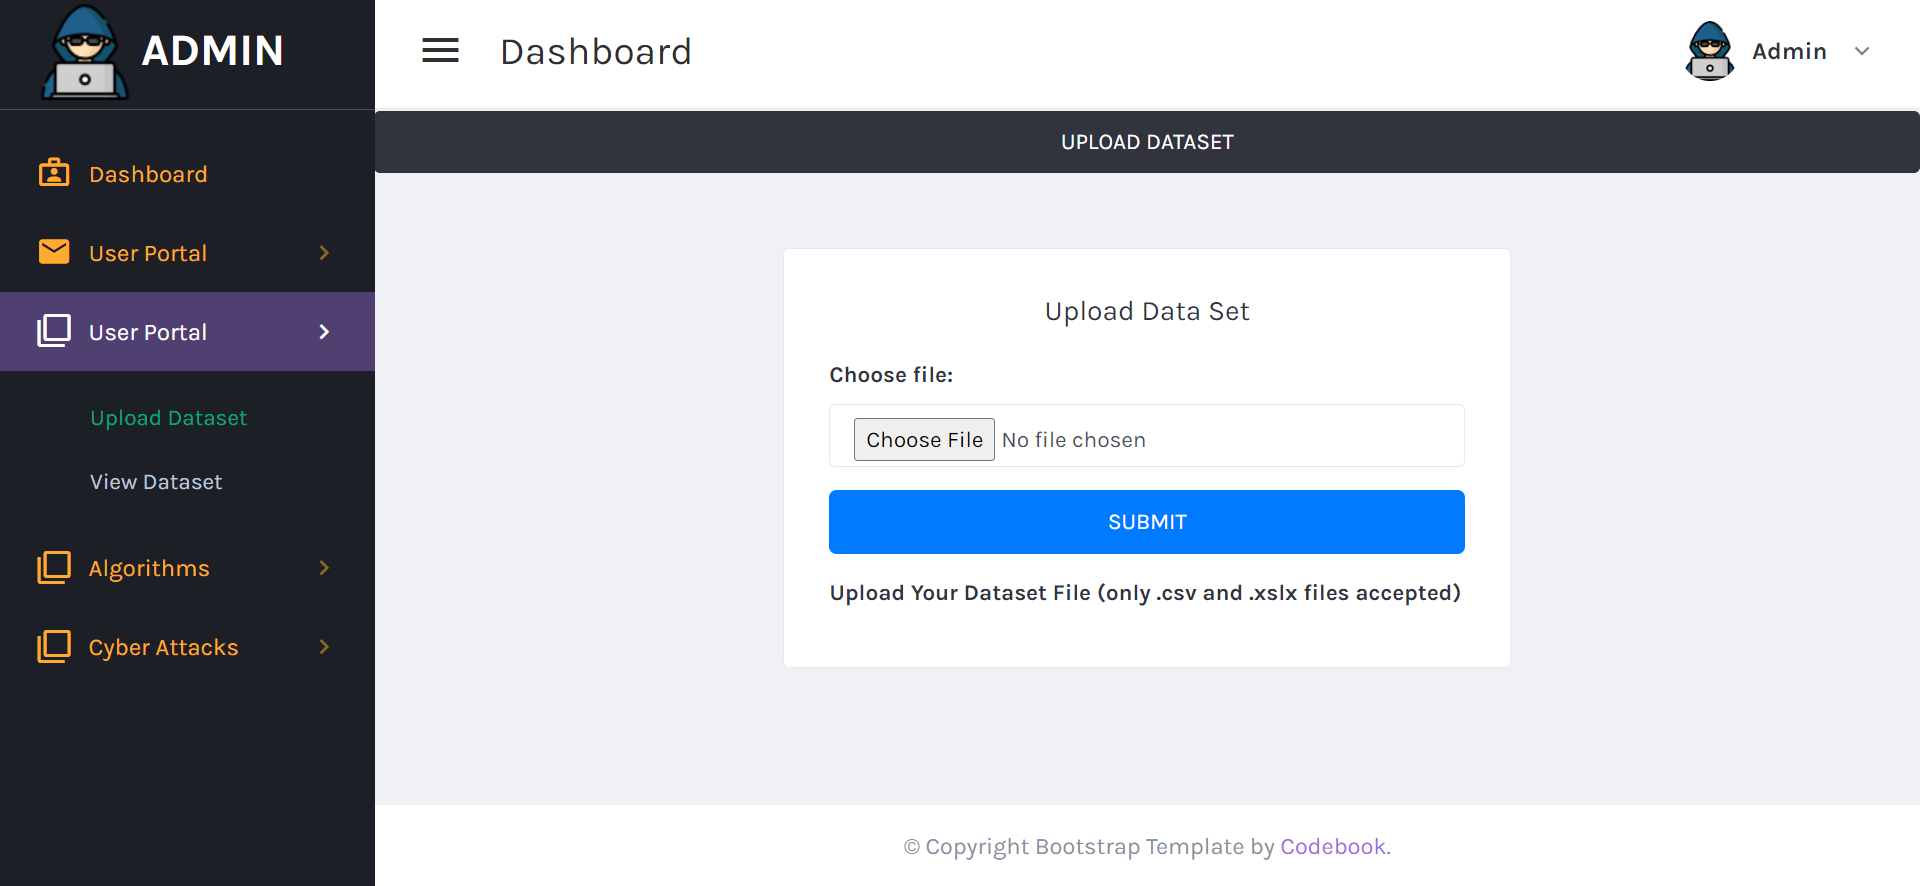 ADMIN
Dashboard
Admin
UPLOAD DATASET
Dashboard
User Portal
User Portal
Upload Dataset
View Dataset
Algorithms
Cyber Attacks
Upload Data Set
Choose file:
Choose File No file chosen
SUBMIT
Upload Your Dataset File (only .csv and .xslx files accepted)
© Copyright Bootstrap Template by Codebook.